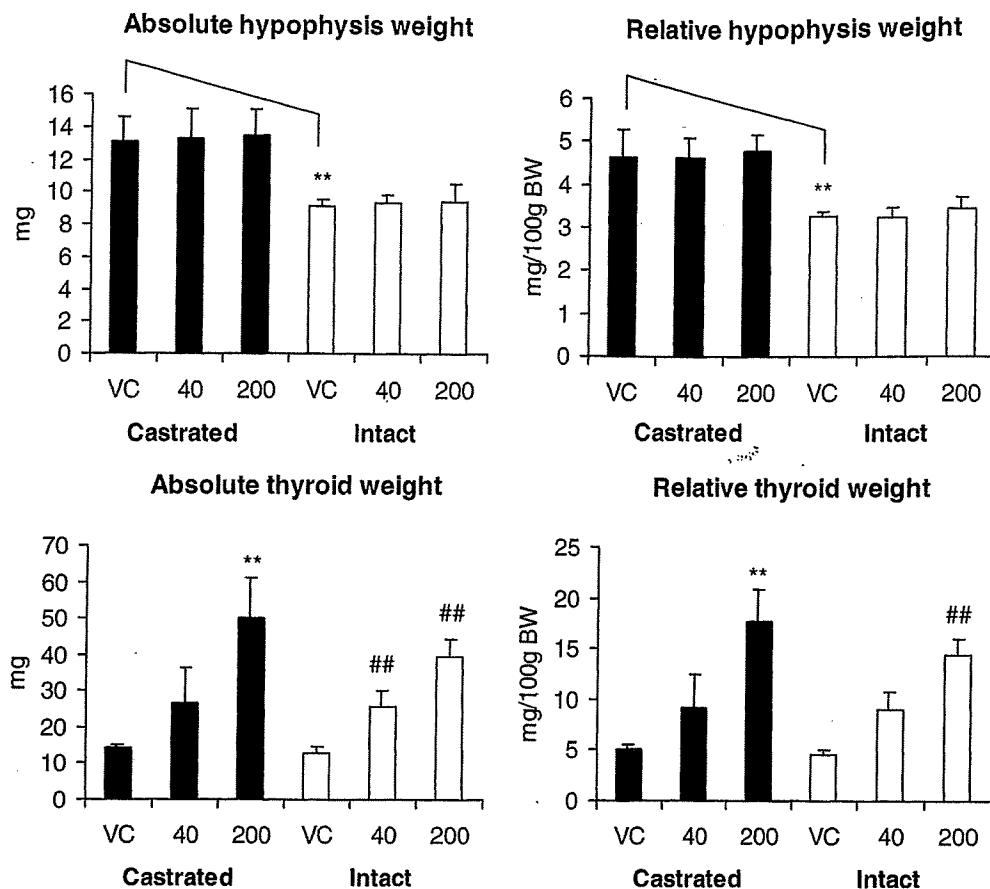 Absolute hypophysis weight
mg
16
14
12
10
8
6
4
2
0
**
VC 40 200 VC 40 200
Castrated Intact
Relative hypophysis weight
mg/100g BW
6
5
4
3
2
1
0
**
VC 40 200 VC 40 200
Castrated Intact
Absolute thyroid weight
mg
70
60
50
40
30
20
10
0
**
##
##
VC 40 200 VC 40 200
Castrated Intact
Relative thyroid weight
mg/100g BW
25
20
15
10
5
0
**
##
VC 40 200 VC 40 200
Castrated Intact